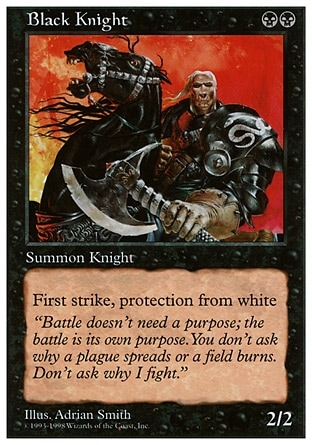 Black Knight
Summon Knight
First strike, protection from white
“Battle doesn't need a purpose; the
battle is its own purpose. You don't ask
why a plague spreads or a field burns.
Don't ask why I fight.”
Illus. Adrian Smith
© 1993-1998 Wizards of the Coast, Inc.
2/2